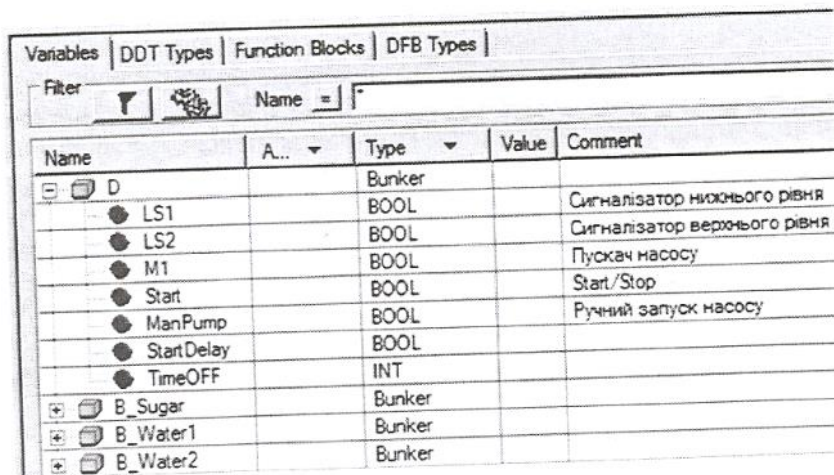 Variables DDT Types Function Blocks DFB Types
Filter Name = *
Name A... Type Value Comment
D Bunker
LS1 BOOL Сигналізатор нижнього рівня
LS2 BOOL Сигналізатор верхнього рівня
M1 BOOL Пускач насосу
Start BOOL Start/Stop
ManPump BOOL Ручний запуск насосу
StartDelay BOOL
TimeOFF INT
B_Sugar Bunker
B_Water1 Bunker
B_Water2 Bunker